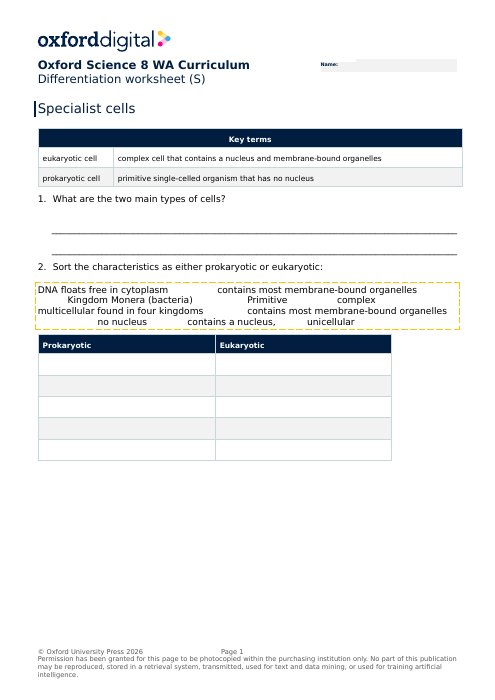 oxforddigital
Oxford Science 8 WA Curriculum
Name:
Differentiation worksheet (S)
Specialist cells
Key terms
eukaryotic cell complex cell that contains a nucleus and membrane-bound organelles
prokaryotic cell primitive single-celled organism that has no nucleus
1. What are the two main types of cells?
2. Sort the characteristics as either prokaryotic or eukaryotic:
DNA floats free in cytoplasm contains most membrane-bound organelles
Kingdom Monera (bacteria) Primitive complex
multicellular found in four kingdoms contains most membrane-bound organelles
no nucleus contains a nucleus, unicellular
Prokaryotic Eukaryotic
© Oxford University Press 2026 Page 1
Permission has been granted for this page to be photocopied within the purchasing institution only. No part of this publication
may be reproduced, stored in a retrieval system, transmitted, used for text and data mining, or used for training artificial
intelligence.